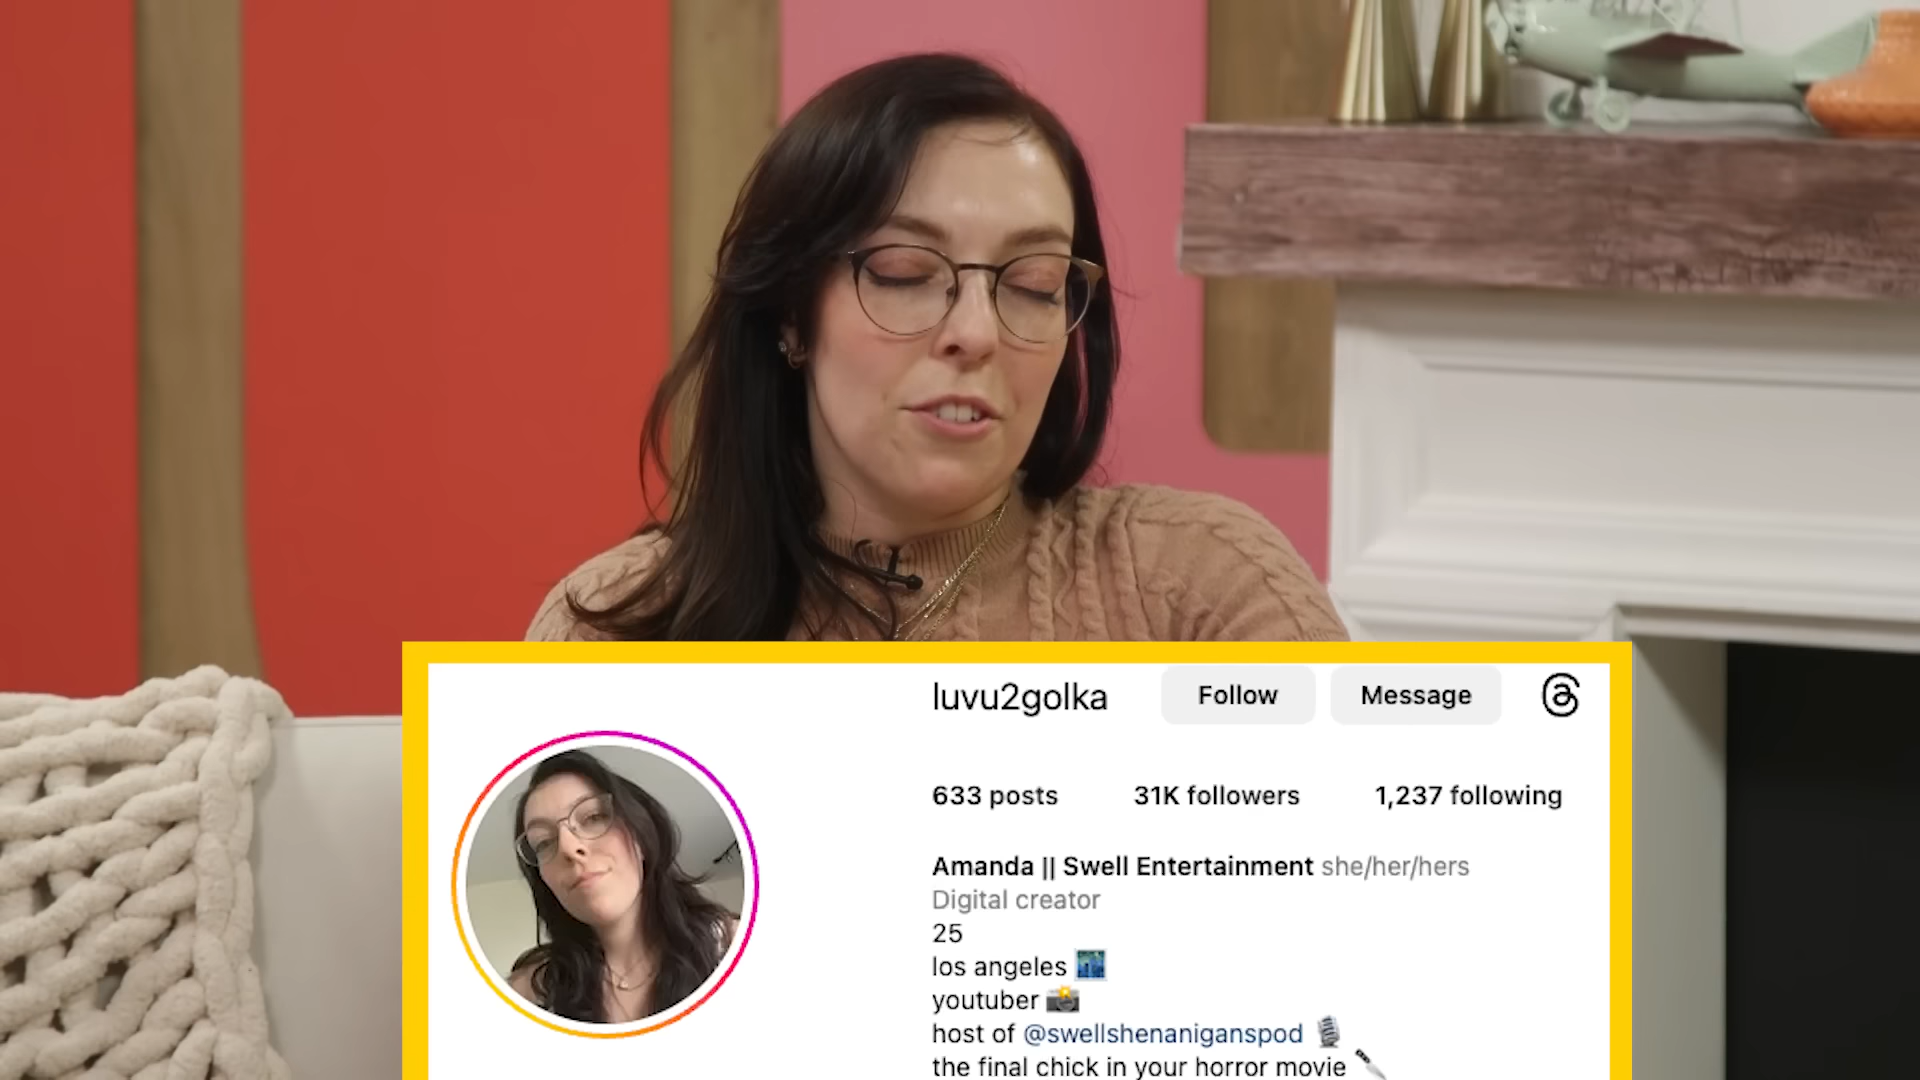 luvu2golka Follow Message
633 posts 31K followers 1,237 following
Amanda || Swell Entertainment she/her/hers
Digital creator
25
los angeles 🌃
youtuber 📸
host of @swellshenaniganspod 🎙️
the final chick in your horror movie 🔪